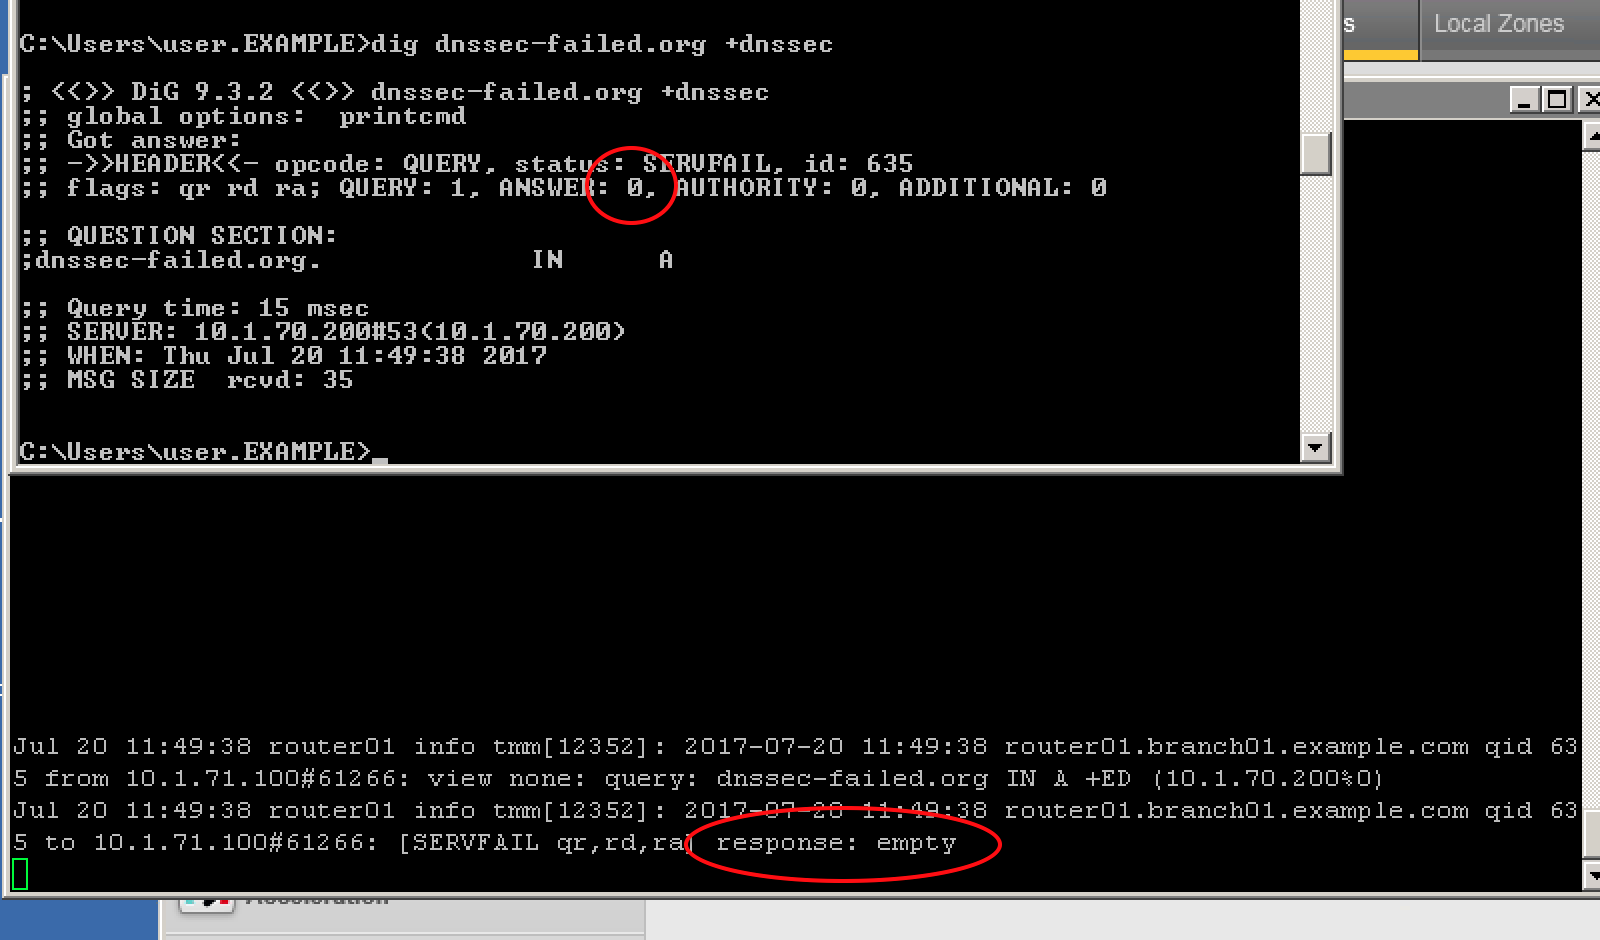 s
Local Zones
C:\Users\user.EXAMPLE>dig dnssec-failed.org +dnssec
; <<>> DiG 9.3.2 <<>> dnssec-failed.org +dnssec
;; global options:  printcmd
;; Got answer:
;; ->>HEADER<<- opcode: QUERY, status: SERVFAIL, id: 635
;; flags: qr rd ra; QUERY: 1, ANSWER: 0, AUTHORITY: 0, ADDITIONAL: 0
;; QUESTION SECTION:
;dnssec-failed.org.             IN      A
;; Query time: 15 msec
;; SERVER: 10.1.70.200#53(10.1.70.200)
;; WHEN: Thu Jul 20 11:49:38 2017
;; MSG SIZE  rcvd: 35
C:\Users\user.EXAMPLE>_
Jul 20 11:49:38 router01 info tmm[12352]: 2017-07-20 11:49:38 router01.branch01.example.com qid 63
5 from 10.1.71.100#61266: view none: query: dnssec-failed.org IN A +ED (10.1.70.200%0)
Jul 20 11:49:38 router01 info tmm[12352]: 2017-07-20 11:49:38 router01.branch01.example.com qid 63
5 to 10.1.71.100#61266: [SERVFAIL qr,rd,ra] response: empty
Acceleration